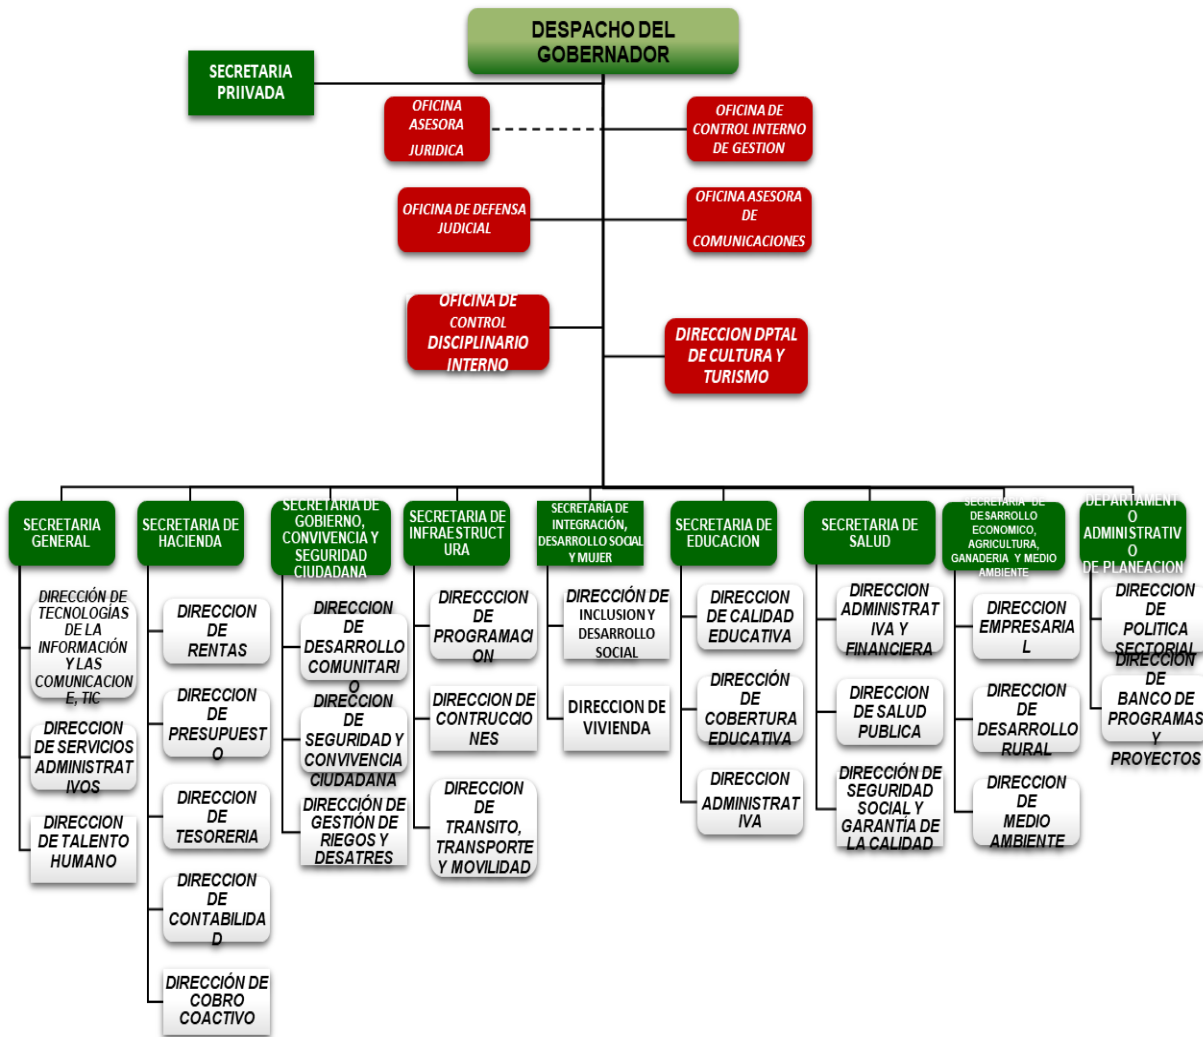 DESPACHO DEL
GOBERNADOR
SECRETARIA
PRIIVADA
OFICINA
ASESORA
JURIDICA
OFICINA DE
CONTROL INTERNO
DE GESTION
OFICINA DE DEFENSA
JUDICIAL
OFICINA ASESORA
DE
COMUNICACIONES
OFICINA DE
CONTROL
DISCIPLINARIO
INTERNO
DIRECCION DPTAL
DE CULTURA Y
TURISMO
SECRETARIA
GENERAL
DIRECCIÓN DE
TECNOLOGÍAS
DE LA
INFORMACIÓN
Y LAS
COMUNICACION
E, TIC
DIRECCION
DE SERVICIOS
ADMINISTRAT
IVOS
DIRECCION
DE TALENTO
HUMANO
SECRETARIA DE
HACIENDA
DIRECCION
DE
RENTAS
DIRECCION
DE
PRESUPUEST
O
DIRECCION
DE
TESORERIA
DIRECCION
DE
CONTABILIDA
D
DIRECCIÓN DE
COBRO
COACTIVO
SECRETARIA DE
GOBIERNO,
CONVIVENCIA Y
SEGURIDAD
CIUDADANA
DIRECCION
DE
DESARROLLO
COMUNITARI
O
DIRECCION
DE
SEGURIDAD Y
CONVIVENCIA
CIUDADANA
DIRECCIÓN DE
GESTIÓN DE
RIEGOS Y
DESATRES
SECRETARIA DE
INFRAESTRUCT
URA
DIRECCCION
DE
PROGRAMACI
ON
DIRECCION DE
CONTRUCCIO
NES
DIRECCION
DE
TRANSITO,
TRANSPORTE
Y MOVILIDAD
SECRETARÍA DE
INTEGRACIÓN,
DESARROLLO SOCIAL
Y MUJER
DIRECCIÓN DE
INCLUSION Y
DESARROLLO
SOCIAL
DIRECCION DE
VIVIENDA
SECRETARIA DE
EDUCACION
DIRECCION
DE CALIDAD
EDUCATIVA
DIRECCIÓN
DE
COBERTURA
EDUCATIVA
DIRECCION
ADMINISTRAT
IVA
SECRETARIA DE
SALUD
DIRECCION
ADMINISTRAT
IVA Y
FINANCIERA
DIRECCION
DE SALUD
PUBLICA
DIRECCIÓN DE
SEGURIDAD
SOCIAL Y
GARANTÍA DE
LA CALIDAD
SECRETARIA DE
DESARROLLO
ECONOMICO,
AGRICULTURA,
GANADERIA Y MEDIO
AMBIENTE
DIRECCION
EMPRESARIA
L
DIRECCION
DE
DESARROLLO
RURAL
DIRECCION
DE
MEDIO
AMBIENTE
DEPARTAMENT
O
ADMINISTRATIV
O
DE PLANEACION
DIRECCION
DE
POLITICA
SECTORIAL
DIRECCION
DE
BANCO DE
PROGRAMAS
Y
PROYECTOS